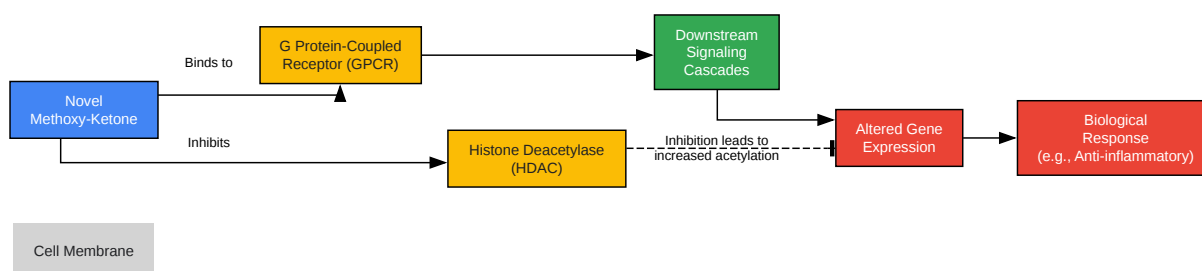 Novel
Methoxy-Ketone
Binds to
Inhibits
G Protein-Coupled
Receptor (GPCR)
Histone Deacetylase
(HDAC)
Downstream
Signaling
Cascades
Inhibition leads to
increased acetylation
Altered Gene
Expression
Biological
Response
(e.g., Anti-inflammatory)
Cell Membrane